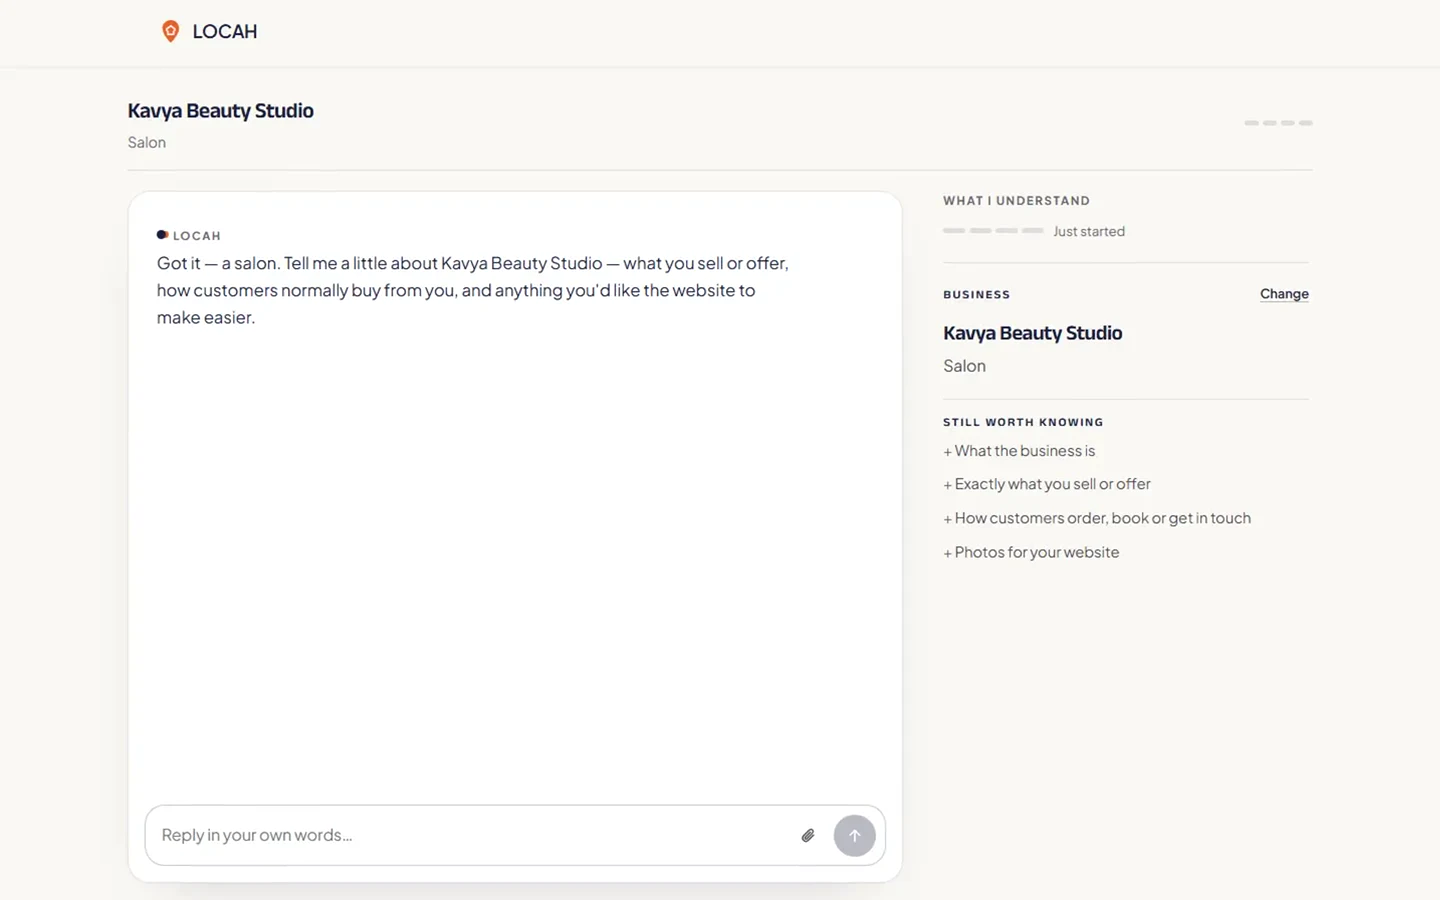 LOCAH
Kavya Beauty Studio
Salon
LOCAH
Got it — a salon. Tell me a little about Kavya Beauty Studio — what you sell or offer,
how customers normally buy from you, and anything you'd like the website to
make easier.
Reply in your own words...
WHAT I UNDERSTAND
Just started
BUSINESS
Change
Kavya Beauty Studio
Salon
STILL WORTH KNOWING
+ What the business is
+ Exactly what you sell or offer
+ How customers order, book or get in touch
+ Photos for your website